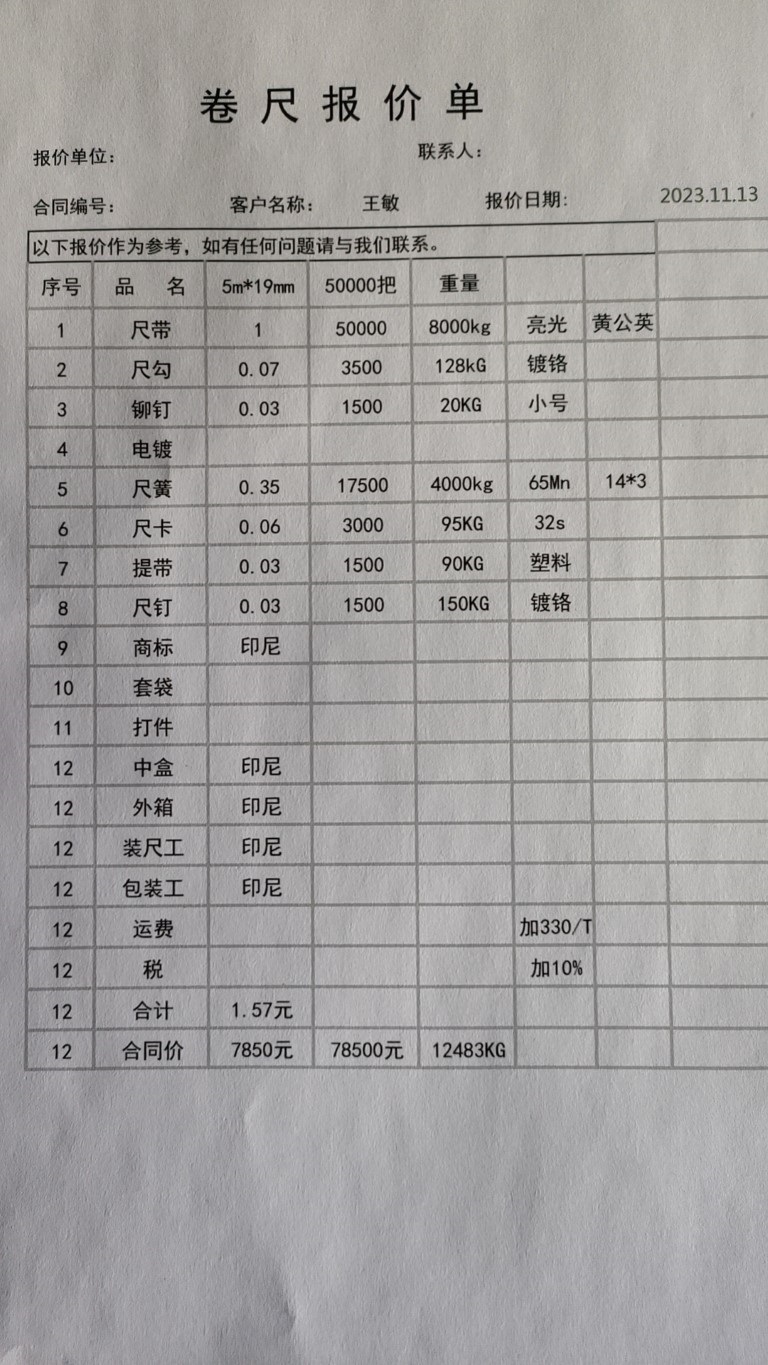 卷尺报价单
报价单位： 联系人：
合同编号： 客户名称： 王敏 报价日期： 2023.11.13
以下报价作为参考，如有任何问题请与我们联系。
序号 品 名 5m*19mm 50000把 重量
1 尺带 1 50000 8000kg 亮光 黄公英
2 尺勾 0.07 3500 128kG 镀铬
3 铆钉 0.03 1500 20KG 小号
4 电镀
5 尺簧 0.35 17500 4000kg 65Mn 14*3
6 尺卡 0.06 3000 95KG 32s
7 提带 0.03 1500 90KG 塑料
8 尺钉 0.03 1500 150KG 镀铬
9 商标 印尼
10 套袋
11 打件
12 中盒 印尼
12 外箱 印尼
12 装尺工 印尼
12 包装工 印尼
12 运费 加330/T
12 税 加10%
12 合计 1.57元
12 合同价 7850元 78500元 12483KG